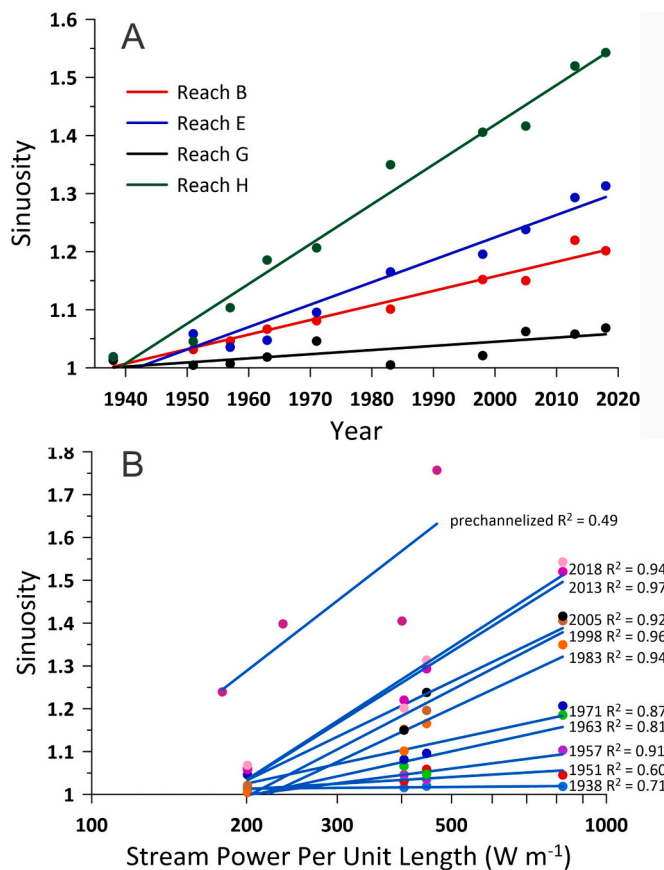 A
1.6
1.5
1.4
1.3
1.2
1.1
1
Sinuosity
Reach B
Reach E
Reach G
Reach H
1940 1950 1960 1970 1980 1990 2000 2010 2020
Year
B
1.8
1.7
1.6
1.5
1.4
1.3
1.2
1.1
1
Sinuosity
prechannelized R² = 0.49
2018 R² = 0.94
2013 R² = 0.97
2005 R² = 0.92
1998 R² = 0.96
1983 R² = 0.94
1971 R² = 0.87
1963 R² = 0.81
1957 R² = 0.91
1951 R² = 0.60
1938 R² = 0.71
100 200 300 500 1000
Stream Power Per Unit Length (W m⁻¹)